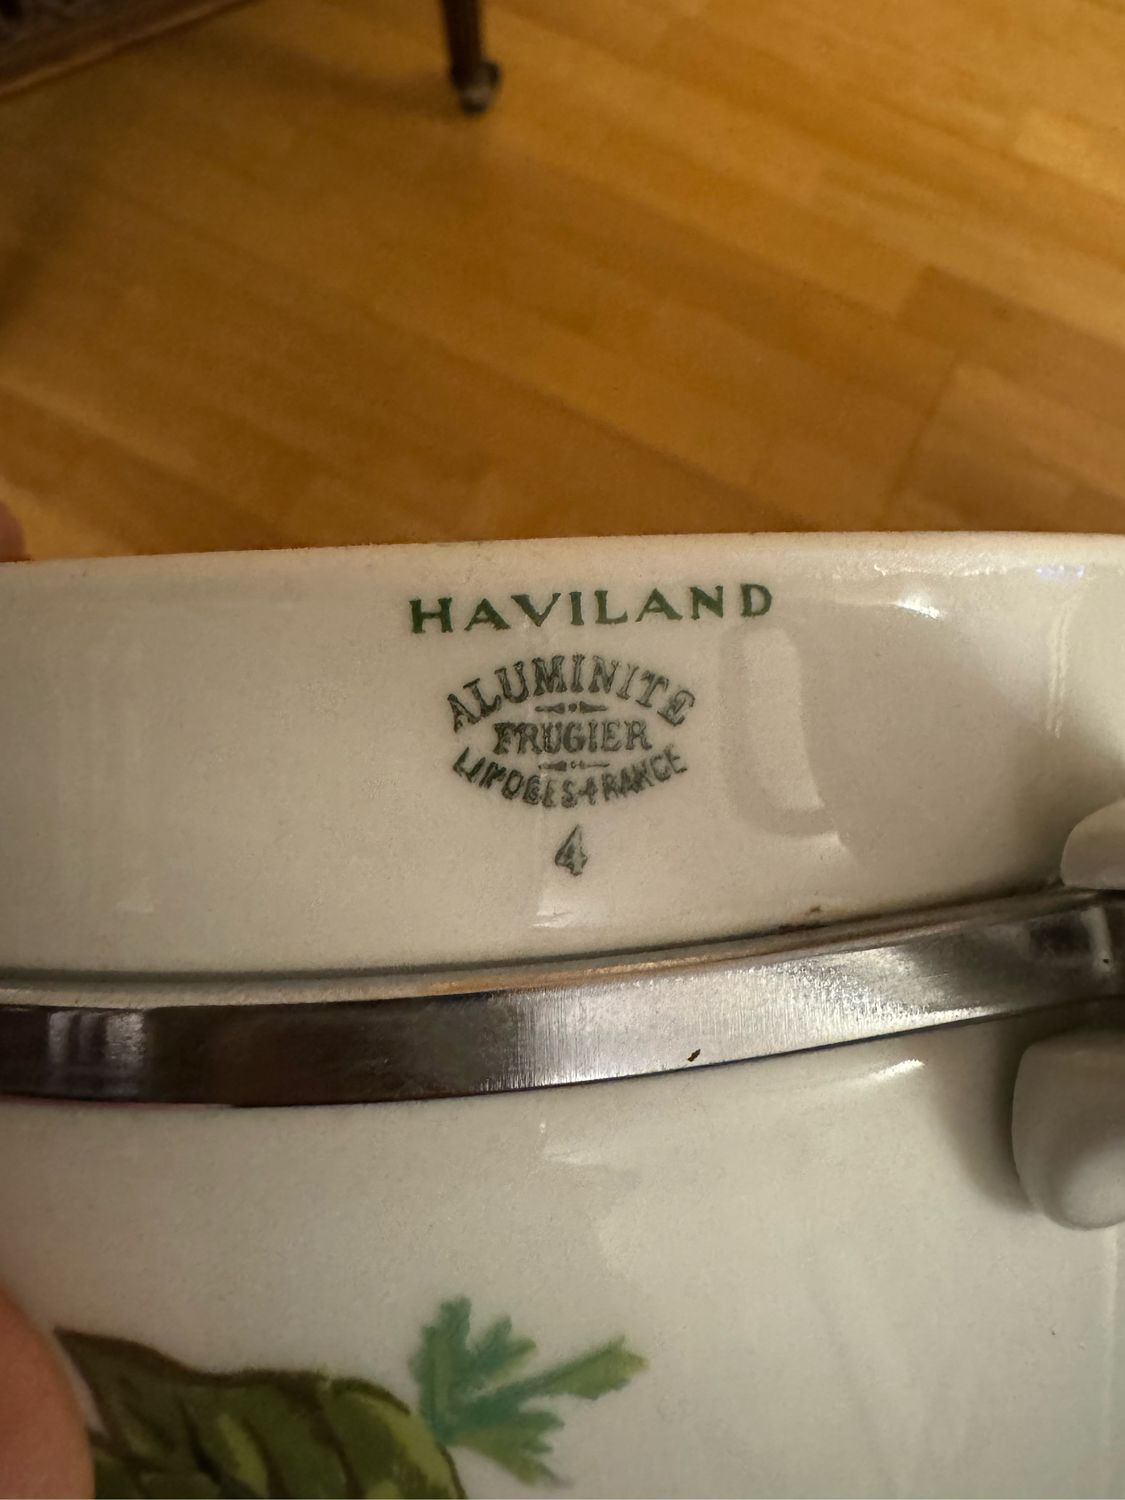 HAVILAND
ALUMINITE
FRUGIER
LIMOGES-FRANCE
4